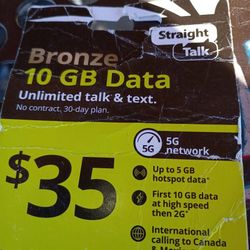 Straight
Talk
Bronze
10 GB Data
Unlimited talk & text.
No contract, 30-day plan.
5G
5G
network
$35
Up to 5 GB
hotspot data*
First 10 GB data
at high speed
then 2G*
International
calling to Canada